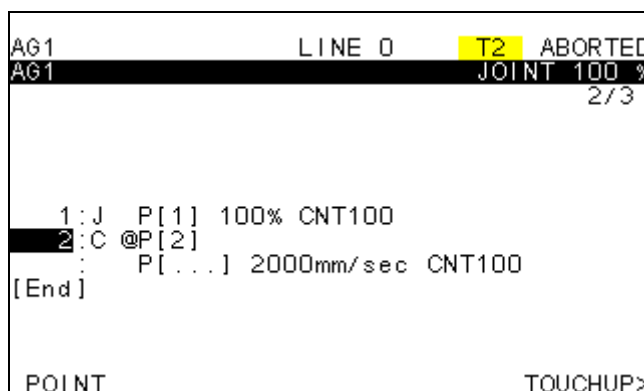 AG1 LINE 0 T2 ABORTED
AG1 JOINT 100 %
2/3
1:J P[1] 100% CNT100
2:C @P[2]
: P[...] 2000mm/sec CNT100
[End]
POINT TOUCHUP>